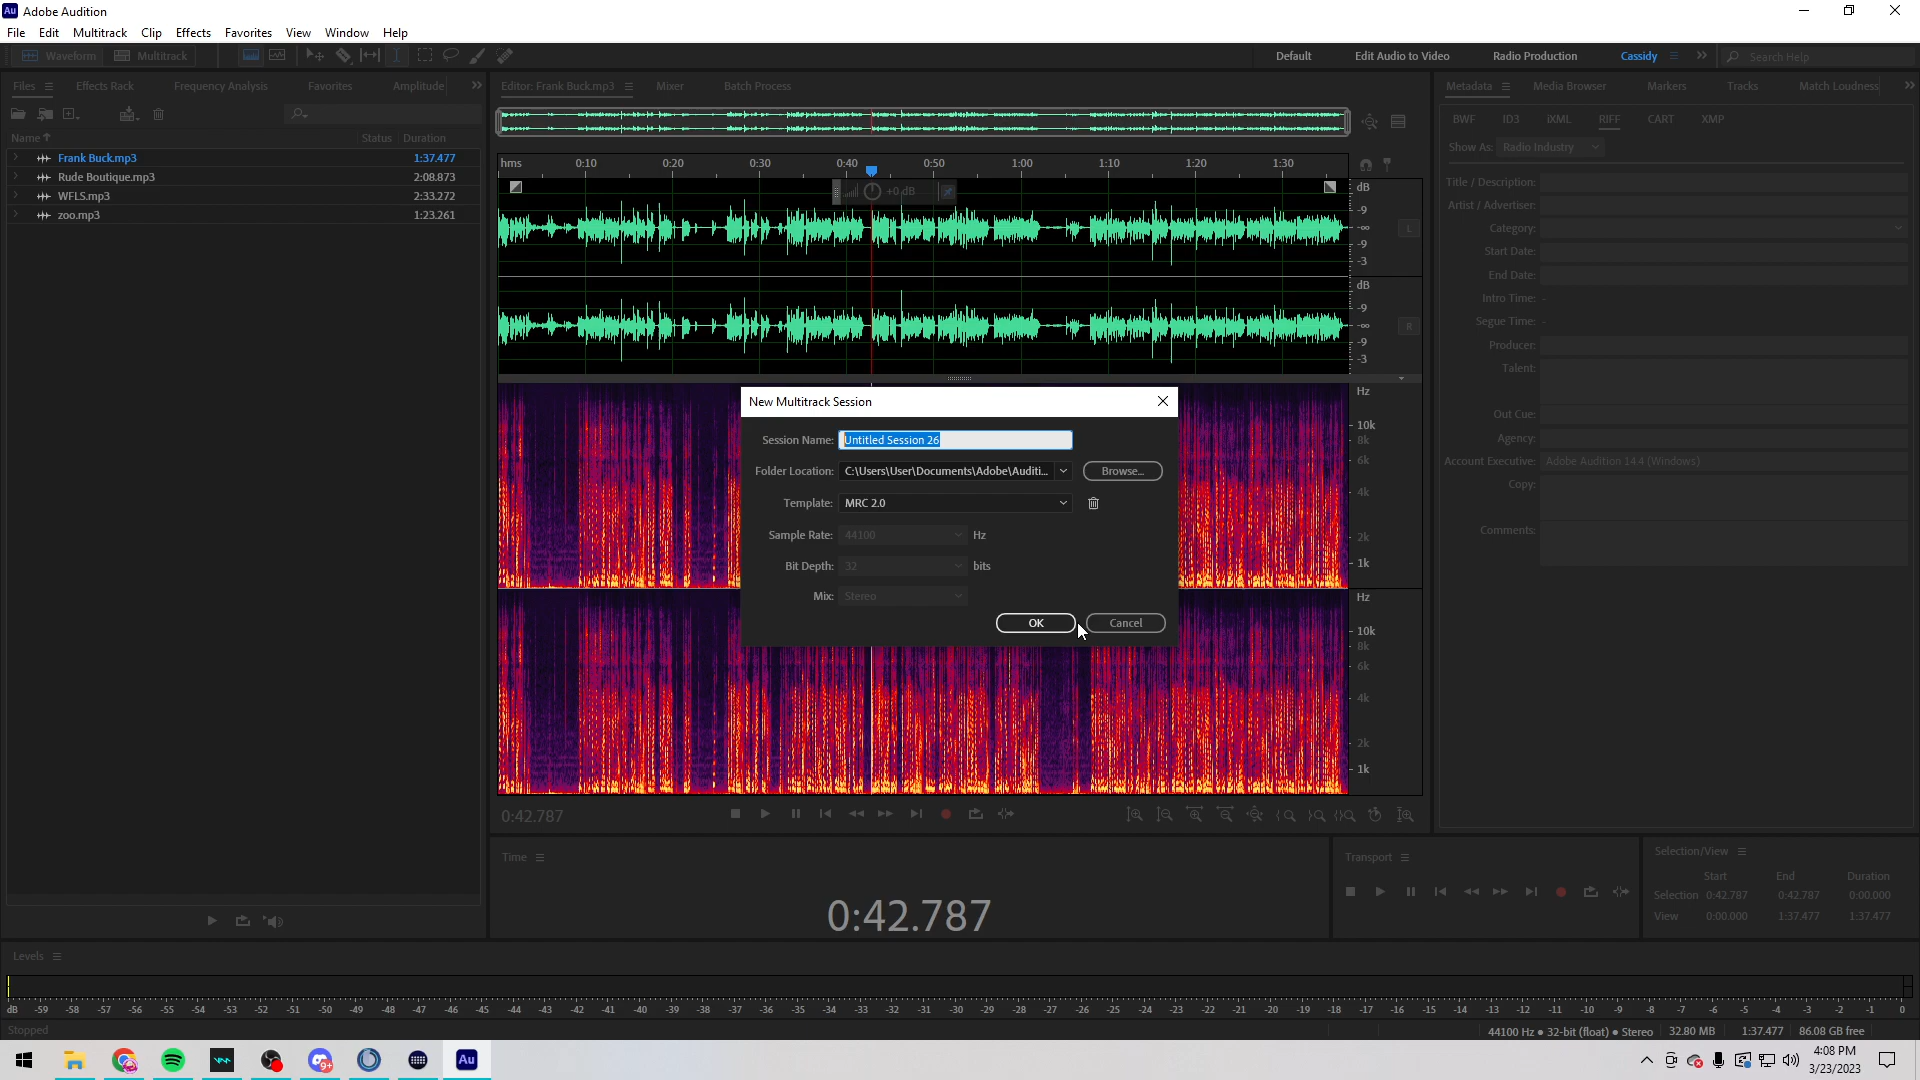 Au Adobe Audition
File Edit Multitrack Clip Effects Favorites View Window Help
Waveform Multitrack Default Edit Audio to Video Radio Production Cassidy Search Help
Files Effects Rack Frequency Analysis Favorites Amplitude
Name Status Duration
Frank Buck.mp3 1:37.477
Rude Boutique.mp3 2:08.873
WFLS.mp3 2:33.272
zoo.mp3 1:23.261
Editor: Frank Buck.mp3 Mixer Batch Process
hms 0:10 0:20 0:30 0:40 0:50 1:00 1:10 1:20 1:30
+0 dB
dB
-9
-∞
-9
-3
L
dB
-9
-∞
-9
-3
R
Hz
10k
8k
6k
4k
2k
1k
Hz
10k
8k
6k
4k
2k
1k
New Multitrack Session
Session Name: Untitled Session 26
Folder Location: C:\Users\User\Documents\Adobe\Auditi... Browse...
Template: MRC 2.0
Sample Rate: 44100 Hz
Bit Depth: 32 bits
Mix: Stereo
OK Cancel
0:42.787
Metadata Media Browser Markers Tracks Match Loudness
BWF ID3 iXML RIFF CART XMP
Show As: Radio Industry
Title / Description:
Artist / Advertiser:
Category:
Start Date:
End Date:
Intro Time: -
Segue Time: -
Producer:
Talent:
Out Cue:
Agency:
Account Executive: Adobe Audition 14.4 (Windows)
Copy:
Comments:
Time
0:42.787
Transport
Selection/View
Start End Duration
Selection 0:42.787 0:42.787 0:00.000
View 0:00.000 1:37.477 1:37.477
Levels
dB -59 -58 -57 -56 -55 -54 -53 -52 -51 -50 -49 -48 -47 -46 -45 -44 -43 -42 -41 -40 -39 -38 -37 -36 -35 -34 -33 -32 -31 -30 -29 -28 -27 -26 -25 -24 -23 -22 -21 -20 -19 -18 -17 -16 -15 -14 -13 -12 -11 -10 -9 -8 -7 -6 -5 -4 -3 -2 -1 0
Stopped 44100 Hz ● 32-bit (float) ● Stereo 32.80 MB 1:37.477 86.08 GB free
9+ Au 4:08 PM
3/23/2023